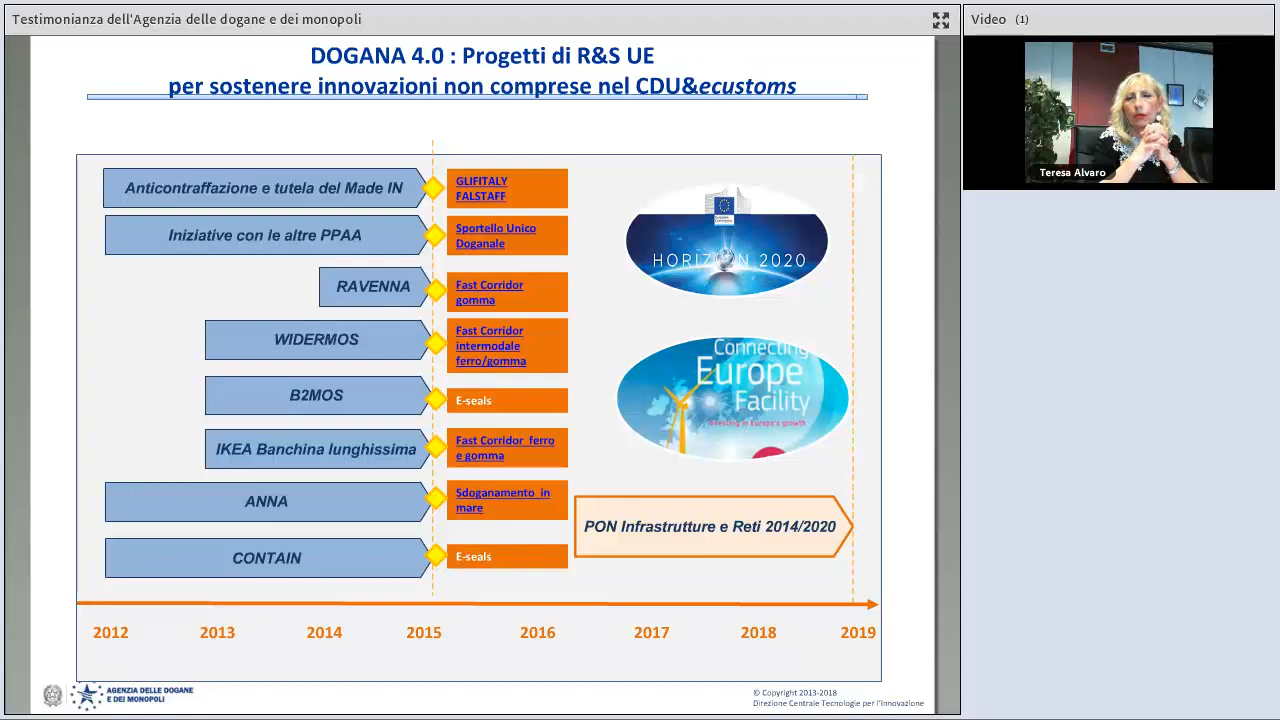 Testimonianza dell'Agenzia delle dogane e dei monopoli
Video (1)
Teresa Alvaro
DOGANA 4.0 : Progetti di R&S UE
per sostenere innovazioni non comprese nel CDU&ecustoms
Anticontraffazione e tutela del Made IN
GLIFITALY
FALSTAFF
Iniziative con le altre PPAA
Sportello Unico
Doganale
RAVENNA
Fast Corridor
gomma
WIDERMOS
Fast Corridor
intermodale
ferro/gomma
B2MOS
E-seals
IKEA Banchina lunghissima
Fast Corridor ferro
e gomma
ANNA
Sdoganamento in
mare
CONTAIN
E-seals
HORIZON 2020
Connecting
Europe
Facility
Investing in Europe's growth
PON Infrastrutture e Reti 2014/2020
2012
2013
2014
2015
2016
2017
2018
2019
AGENZIA DELLE DOGANE
E DEI MONOPOLI
© Copyright 2013-2018
Direzione Centrale Tecnologie per l'Innovazione